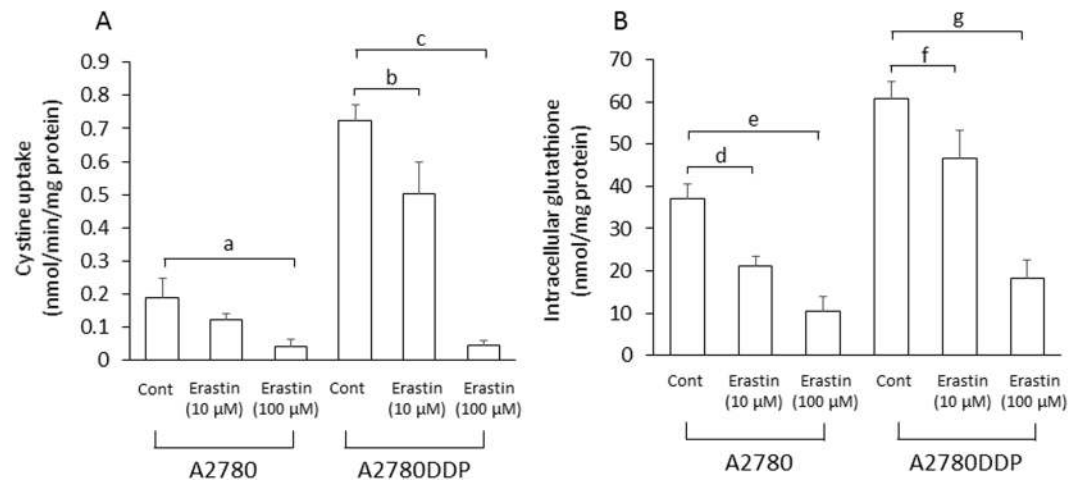 A
Cystine uptake
(nmol/min/mg protein)
0.9
0.8
0.7
0.6
0.5
0.4
0.3
0.2
0.1
0
a
b
c
Cont
Erastin
(10 μM)
Erastin
(100 μM)
Cont
Erastin
(10 μM)
Erastin
(100 μM)
A2780
A2780DDP
B
Intracellular glutathione
(nmol/mg protein)
70
60
50
40
30
20
10
0
d
e
f
g
Cont
Erastin
(10 μM)
Erastin
(100 μM)
Cont
Erastin
(10 μM)
Erastin
(100 μM)
A2780
A2780DDP